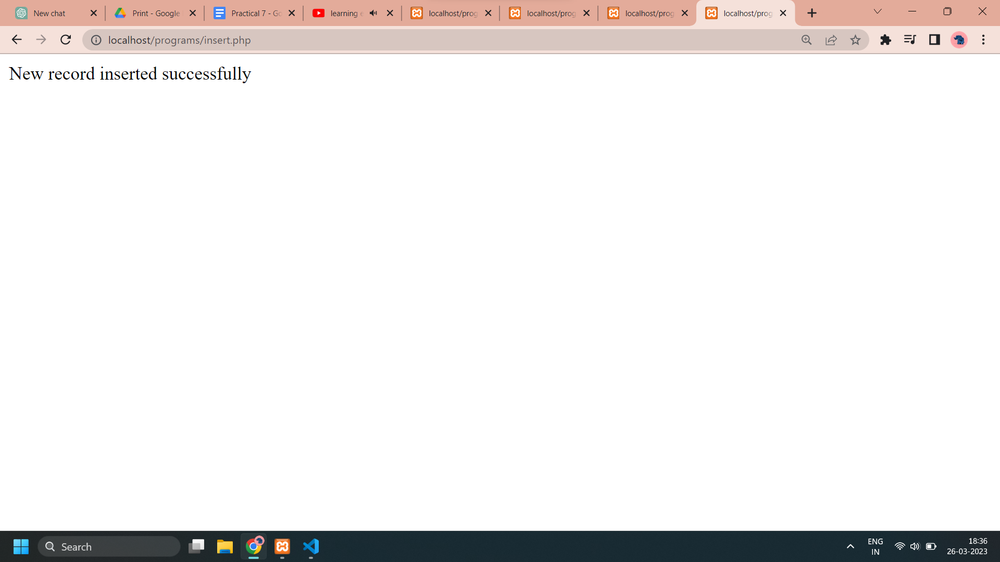 New chat
Print - Google
Practical 7 - Go
learning e
localhost/prog
localhost/prog
localhost/prog
localhost/prog
localhost/programs/insert.php
New record inserted successfully
Search
ENG
IN
18:36
26-03-2023